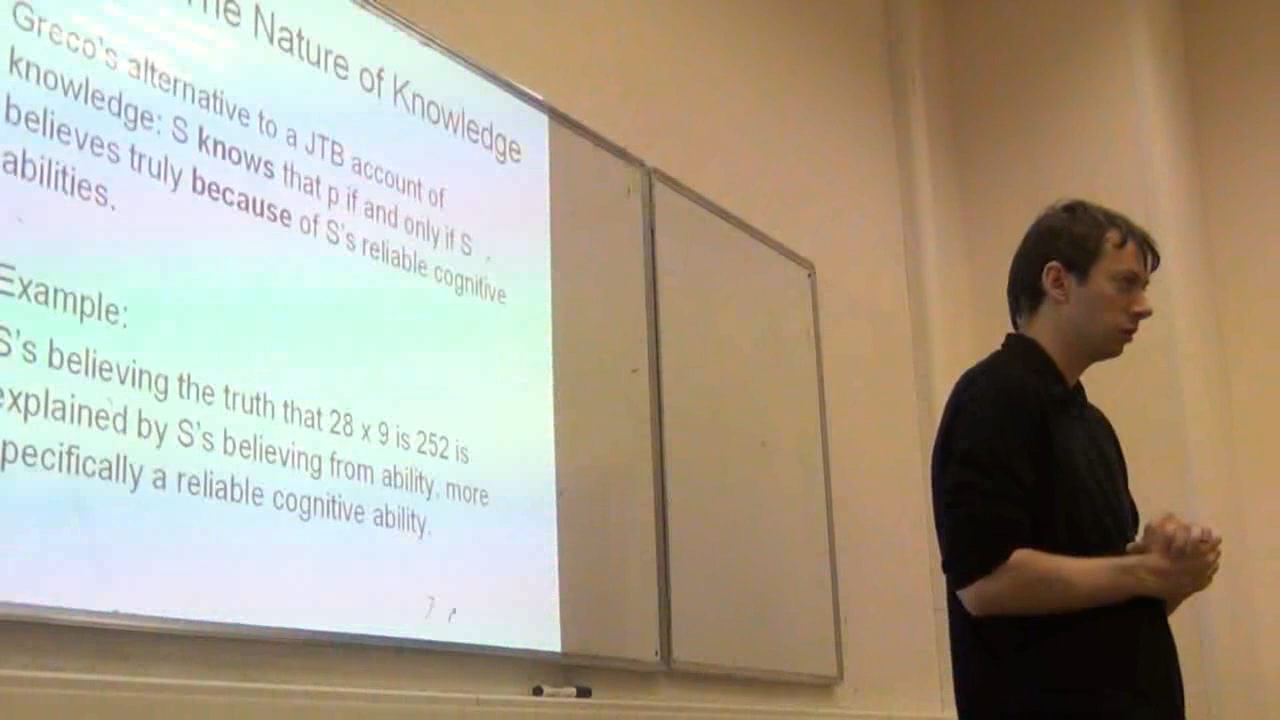 The Nature of Knowledge
Greco's alternative to a JTB account of
knowledge: S knows that p if and only if S
believes truly because of S's reliable cognitive
abilities.
Example:
S's believing the truth that 28 x 9 is 252 is
explained by S's believing from ability, more
specifically a reliable cognitive ability.